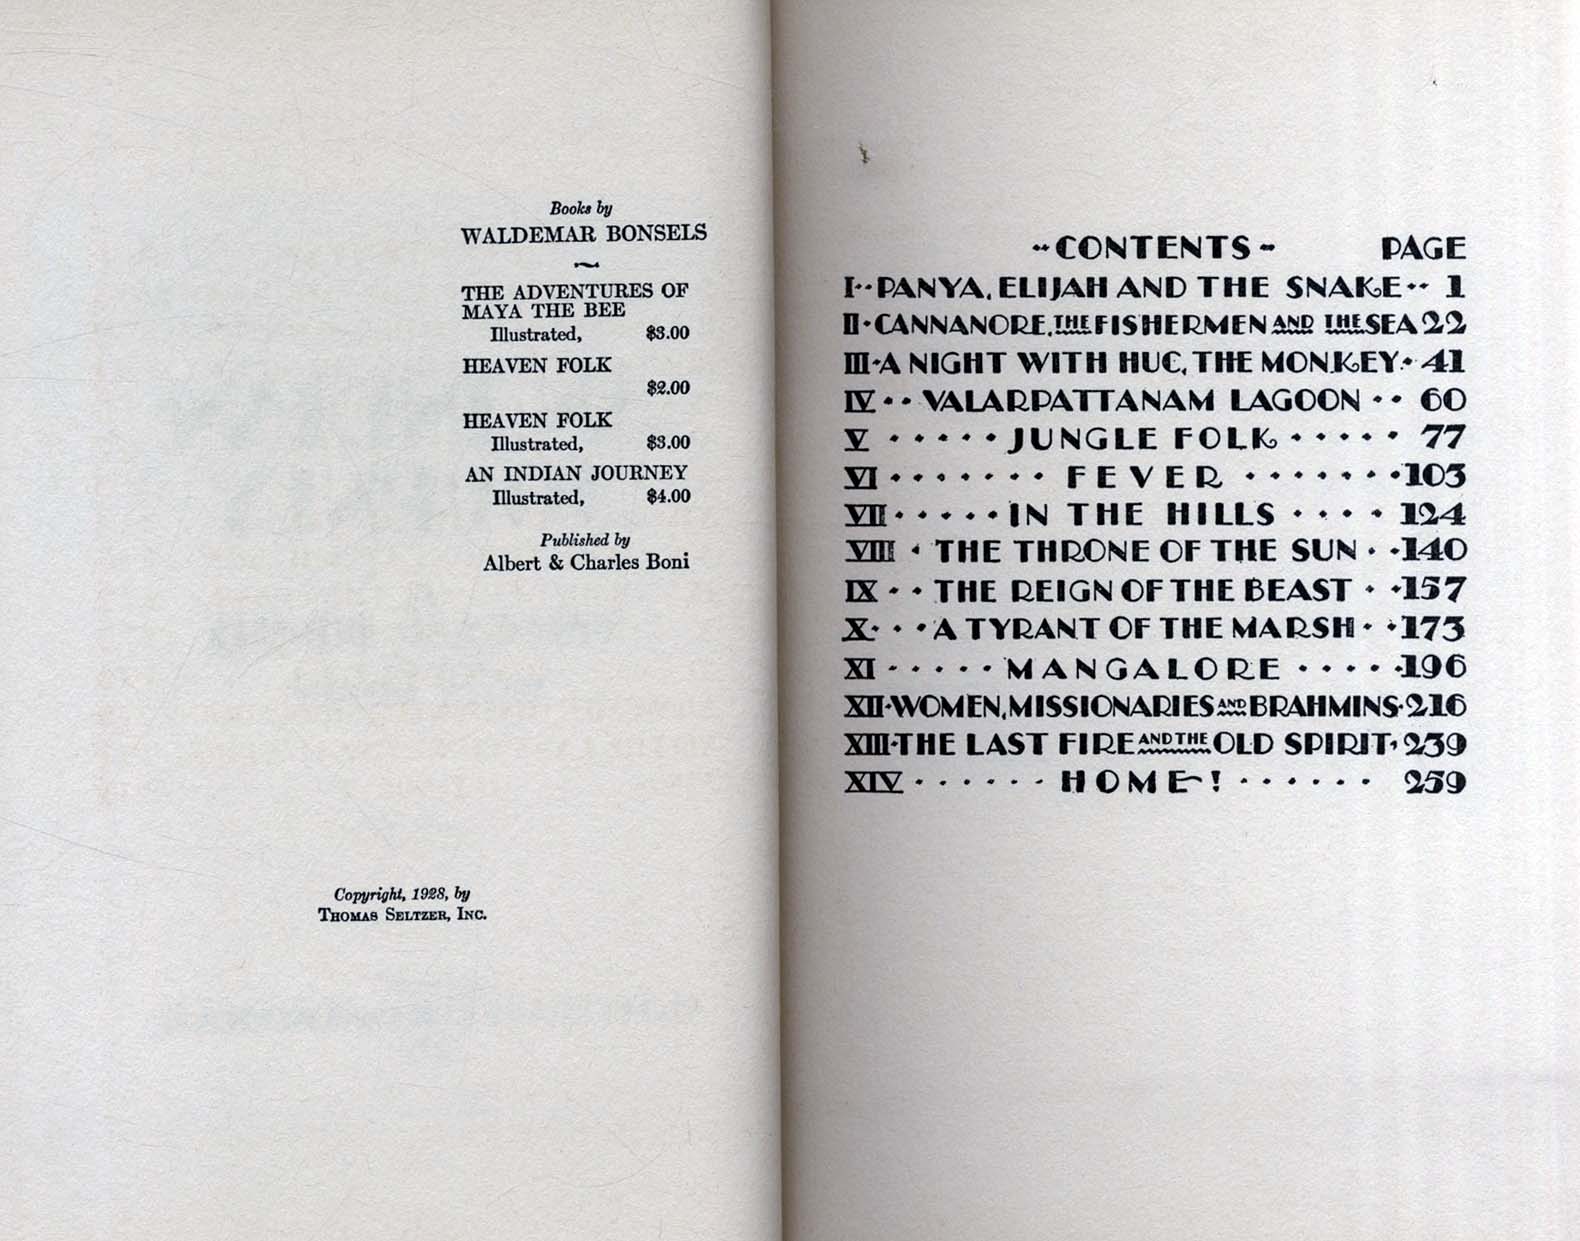 Books by
WALDEMAR BONSELS
THE ADVENTURES OF
MAYA THE BEE
Illustrated, $3.00
HEAVEN FOLK
$2.00
HEAVEN FOLK
Illustrated, $3.00
AN INDIAN JOURNEY
Illustrated, $4.00
Published by
Albert & Charles Boni
Copyright, 1928, by
THOMAS SELTZER, INC.
CONTENTS PAGE
I PANYA, ELIJAH AND THE SNAKE 1
II CANNANORE, THE FISHERMEN AND THE SEA 22
III A NIGHT WITH HUC, THE MONKEY 41
IV VALARPATTANAM LAGOON 60
V JUNGLE FOLK 77
VI FEVER 103
VII IN THE HILLS 124
VIII THE THRONE OF THE SUN 140
IX THE REIGN OF THE BEAST 157
X A TYRANT OF THE MARSH 173
XI MANGALORE 196
XII WOMEN, MISSIONARIES AND BRAHMINS 216
XIII THE LAST FIRE AND THE OLD SPIRIT, 239
XIV HOME! 259